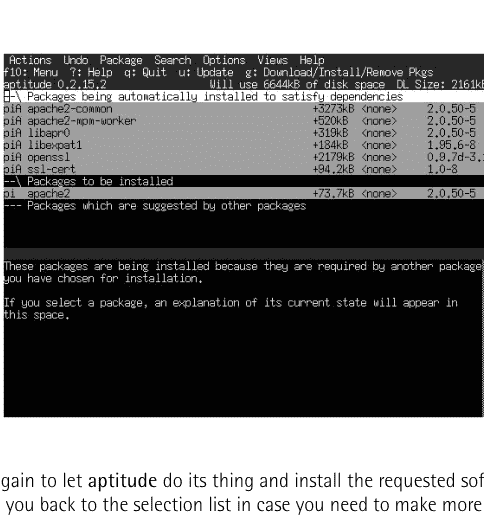 Actions Undo Package Search Options Views Help
f10: Menu ?: Help q: Quit u: Update g: Download/Install/Remove Pkgs
aptitude 0.2.15.2 Will use 6644kB of disk space DL Size: 2161kB
--\ Packages being automatically installed to satisfy dependencies
piA apache2-common +3273kB <none> 2.0.50-5
piA apache2-mpm-worker +520kB <none> 2.0.50-5
piA libapr0 +319kB <none> 2.0.50-5
piA libexpat1 +184kB <none> 1.95.6-8
piA openssl +2179kB <none> 0.9.7d-3.
piA ssl-cert +94.2kB <none> 1.0-8
--\ Packages to be installed
pi apache2 +73.7kB <none> 2.0.50-5
--- Packages which are suggested by other packages
These packages are being installed because they are required by another package
you have chosen for installation.
If you select a package, an explanation of its current state will appear in
this space.
gain to let aptitude do its thing and install the requested sof
you back to the selection list in case you need to make more